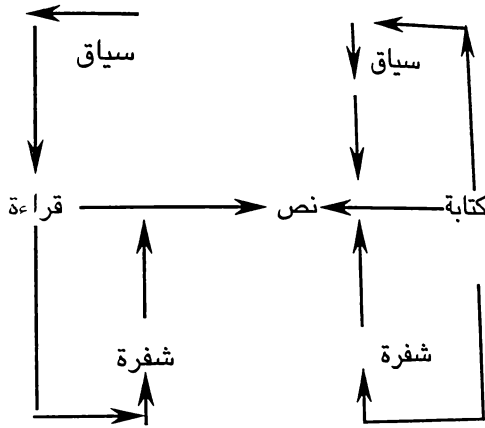 سياق
سياق
كتابة
نص
قراءة
شفرة
شفرة